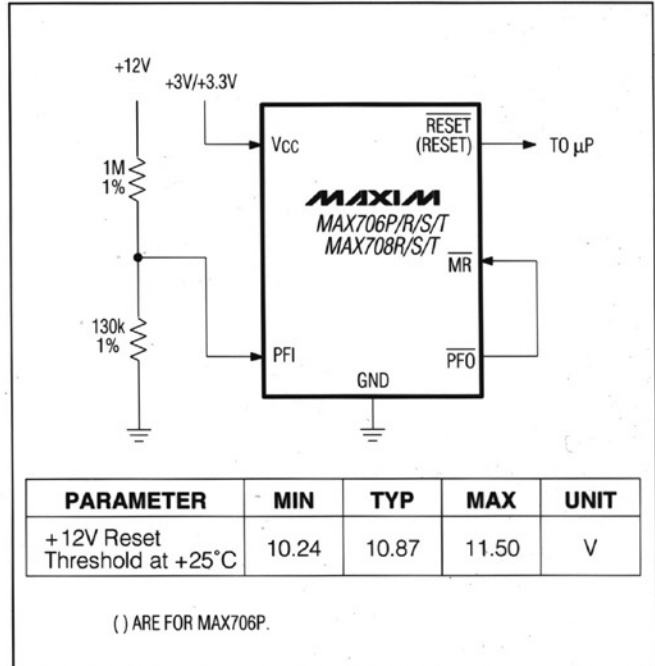 +12V
+3V/+3.3V
1M
1%
130k
1%
VCC
RESET
(RESET)
TO μP
MAXIM
MAX706P/R/S/T
MAX708R/S/T
MR
PFI
PFO
GND
PARAMETER MIN TYP MAX UNIT
+12V Reset
Threshold at +25°C 10.24 10.87 11.50 V
( ) ARE FOR MAX706P.